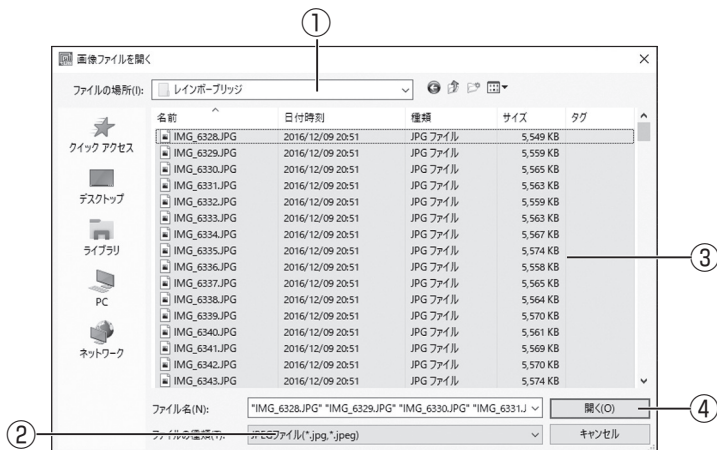 ①
画像ファイルを開く
ファイルの場所(I): レインボーブリッジ
名前 日付時刻 種類 サイズ タグ
IMG_6328.JPG 2016/12/09 20:51 JPG ファイル 5,549 KB
IMG_6329.JPG 2016/12/09 20:51 JPG ファイル 5,559 KB
IMG_6330.JPG 2016/12/09 20:51 JPG ファイル 5,565 KB
IMG_6331.JPG 2016/12/09 20:51 JPG ファイル 5,563 KB
IMG_6332.JPG 2016/12/09 20:51 JPG ファイル 5,559 KB
IMG_6333.JPG 2016/12/09 20:51 JPG ファイル 5,563 KB
IMG_6334.JPG 2016/12/09 20:51 JPG ファイル 5,567 KB
IMG_6335.JPG 2016/12/09 20:51 JPG ファイル 5,574 KB
IMG_6336.JPG 2016/12/09 20:51 JPG ファイル 5,558 KB
IMG_6337.JPG 2016/12/09 20:51 JPG ファイル 5,565 KB
IMG_6338.JPG 2016/12/09 20:51 JPG ファイル 5,564 KB
IMG_6339.JPG 2016/12/09 20:51 JPG ファイル 5,570 KB
IMG_6340.JPG 2016/12/09 20:51 JPG ファイル 5,561 KB
IMG_6341.JPG 2016/12/09 20:51 JPG ファイル 5,569 KB
IMG_6342.JPG 2016/12/09 20:51 JPG ファイル 5,570 KB
IMG_6343.JPG 2016/12/09 20:51 JPG ファイル 5,574 KB
クイック アクセス
デスクトップ
ライブラリ
PC
ネットワーク
③
ファイル名(N): "IMG_6328.JPG" "IMG_6329.JPG" "IMG_6330.JPG" "IMG_6331.J 開く(O)
④
②
ファイルの種類(T): JPEGファイル(*.jpg,*.jpeg) キャンセル